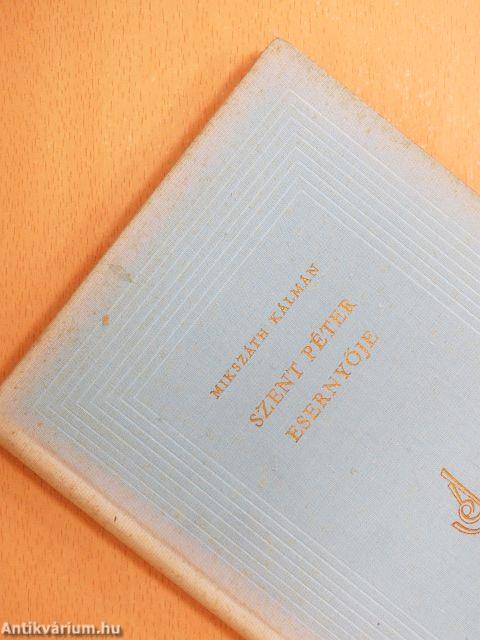 MIKSZÁTH KÁLMÁN
SZENT PÉTER
ESERNYŐJE
Antikvárium.hu